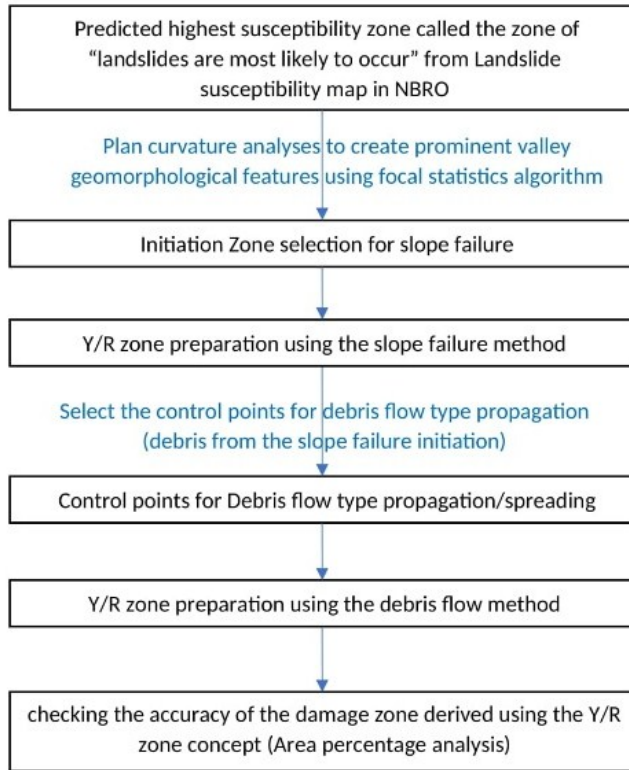 Predicted highest susceptibility zone called the zone of
“landslides are most likely to occur” from Landslide
susceptibility map in NBRO
Plan curvature analyses to create prominent valley
geomorphological features using focal statistics algorithm
Initiation Zone selection for slope failure
Y/R zone preparation using the slope failure method
Select the control points for debris flow type propagation
(debris from the slope failure initiation)
Control points for Debris flow type propagation/spreading
Y/R zone preparation using the debris flow method
checking the accuracy of the damage zone derived using the Y/R
zone concept (Area percentage analysis)